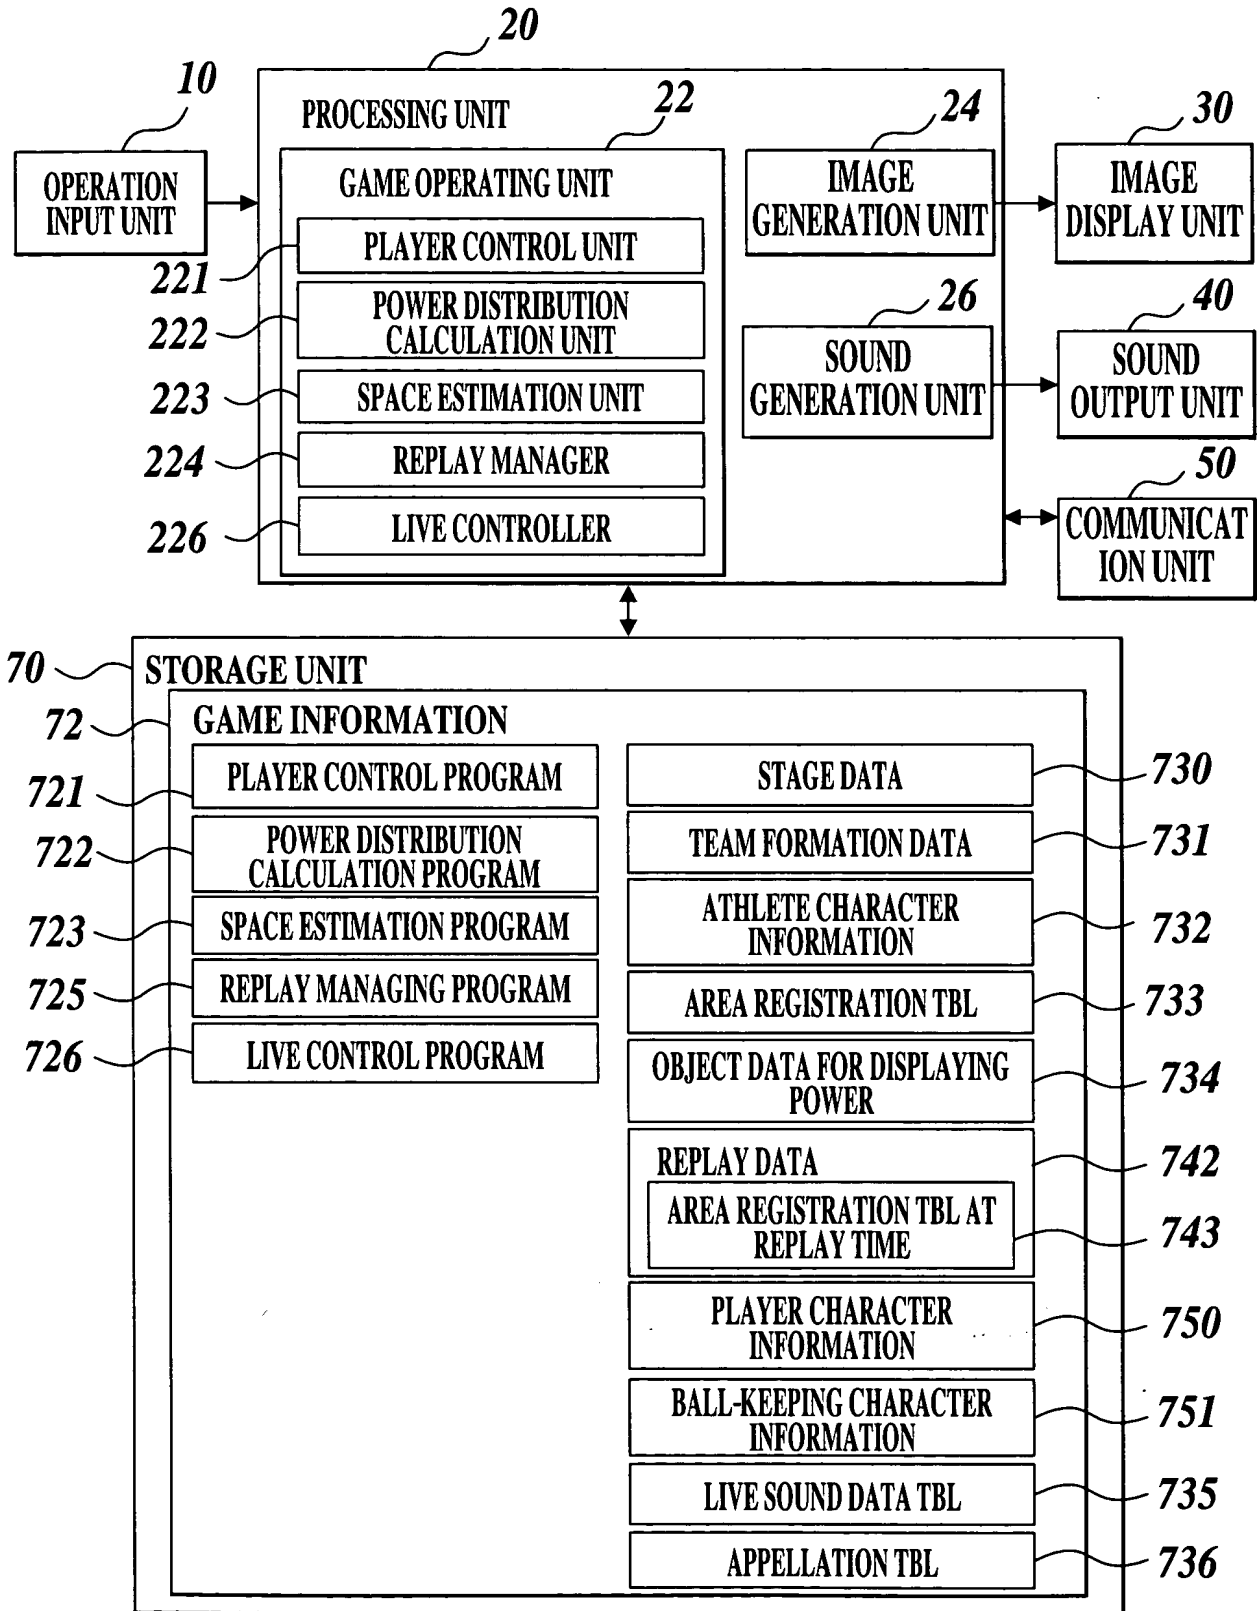 20
10
PROCESSING UNIT
22
24
30
OPERATION
INPUT UNIT
GAME OPERATING UNIT
IMAGE
GENERATION UNIT
IMAGE
DISPLAY UNIT
PLAYER CONTROL UNIT
221
POWER DISTRIBUTION
CALCULATION UNIT
222
26
40
SOUND
GENERATION UNIT
SOUND
OUTPUT UNIT
SPACE ESTIMATION UNIT
223
REPLAY MANAGER
224
50
LIVE CONTROLLER
226
COMMUNICAT
ION UNIT
70
STORAGE UNIT
72
GAME INFORMATION
PLAYER CONTROL PROGRAM
721
POWER DISTRIBUTION
CALCULATION PROGRAM
722
SPACE ESTIMATION PROGRAM
723
REPLAY MANAGING PROGRAM
725
LIVE CONTROL PROGRAM
726
STAGE DATA
730
TEAM FORMATION DATA
731
ATHLETE CHARACTER
INFORMATION
732
AREA REGISTRATION TBL
733
OBJECT DATA FOR DISPLAYING
POWER
734
REPLAY DATA
742
AREA REGISTRATION TBL AT
REPLAY TIME
743
PLAYER CHARACTER
INFORMATION
750
BALL-KEEPING CHARACTER
INFORMATION
751
LIVE SOUND DATA TBL
735
APPELLATION TBL
736